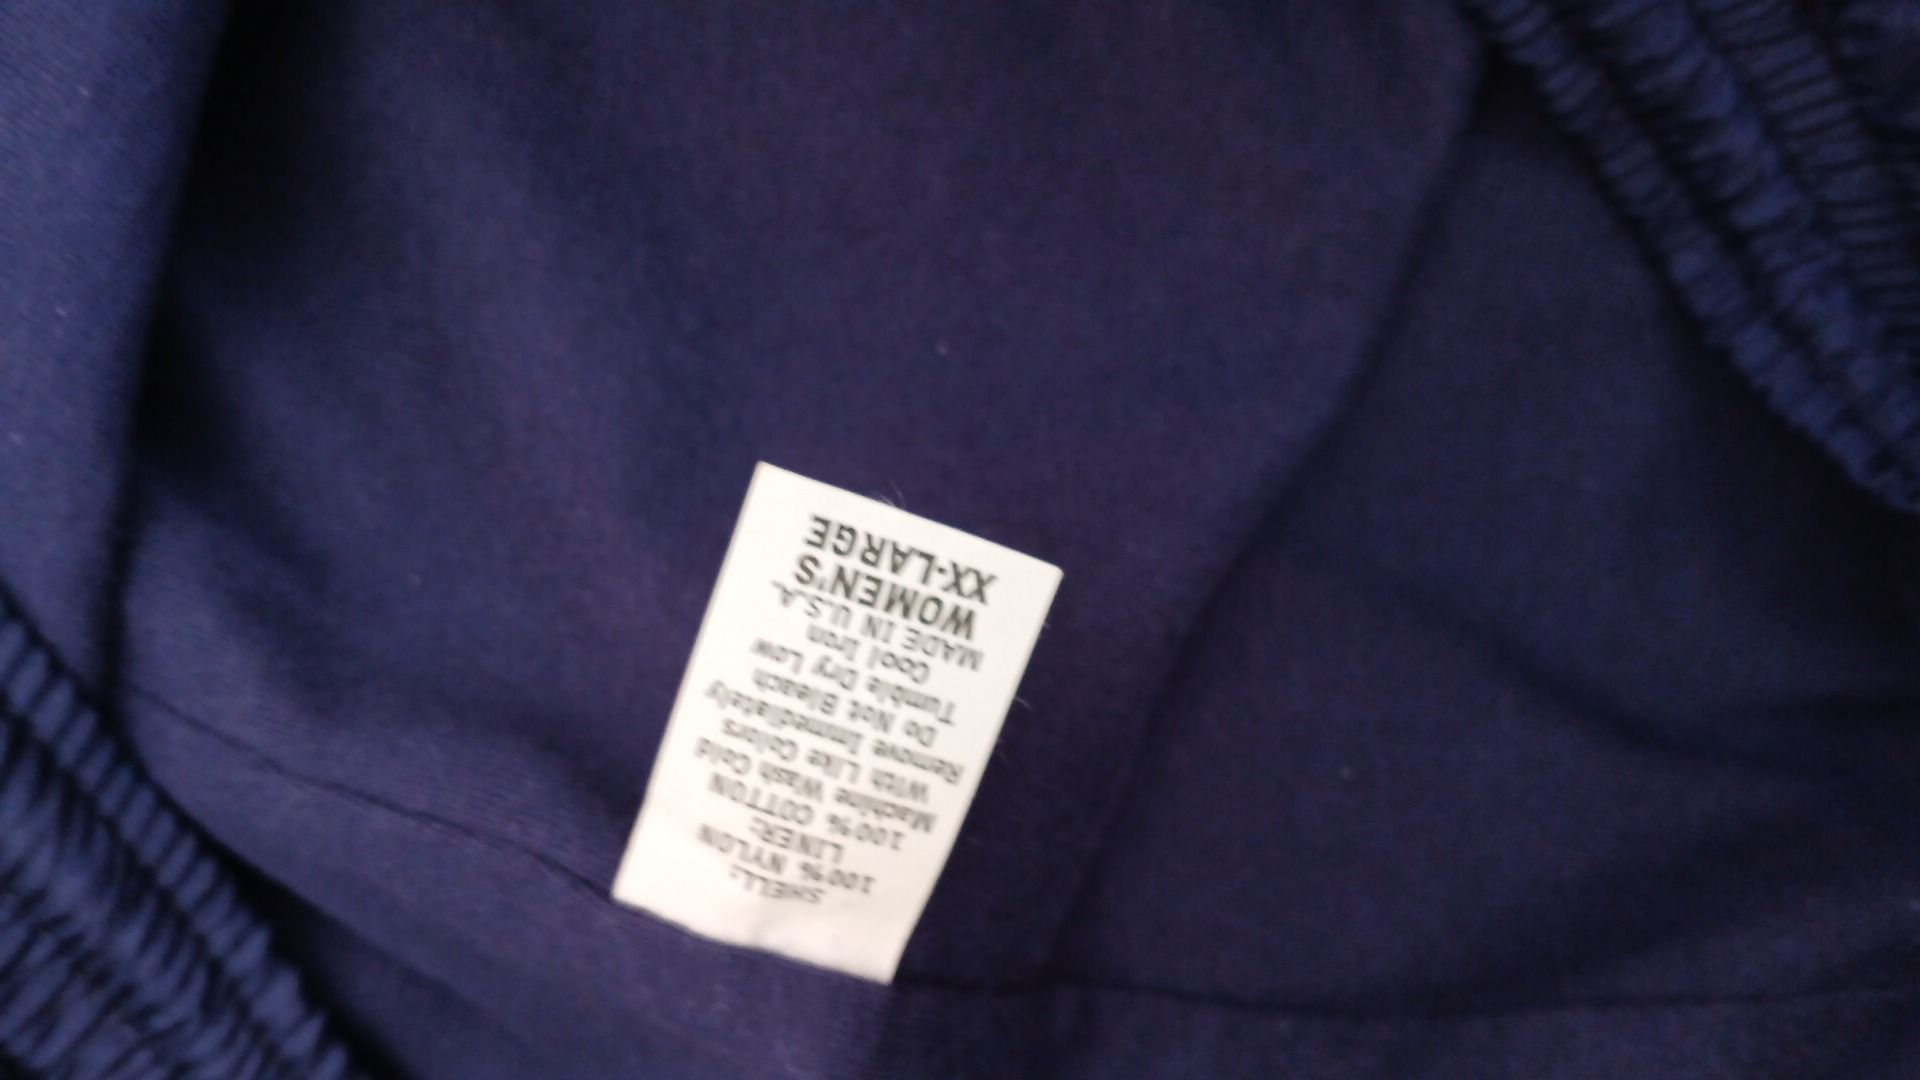 SHELL:
100% NYLON
LINER:
100% COTTON
Machine Wash Cold
With Like Colors
Remove Immediately
Do Not Bleach
Tumble Dry Low
Cool Iron
MADE IN U.S.A.
WOMEN'S
XX-LARGE